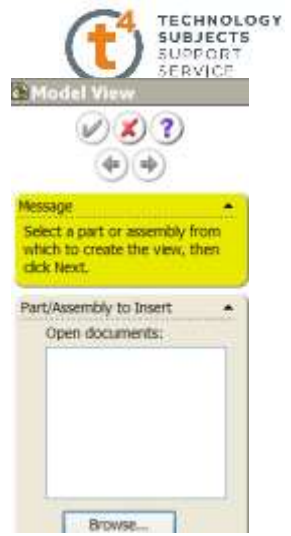 t4
TECHNOLOGY
SUBJECTS
SUPPORT
SERVICE
Model View
?
Message
Select a part or assembly from
which to create the view, then
click Next.
Part/Assembly to Insert
Open documents:
Browse...